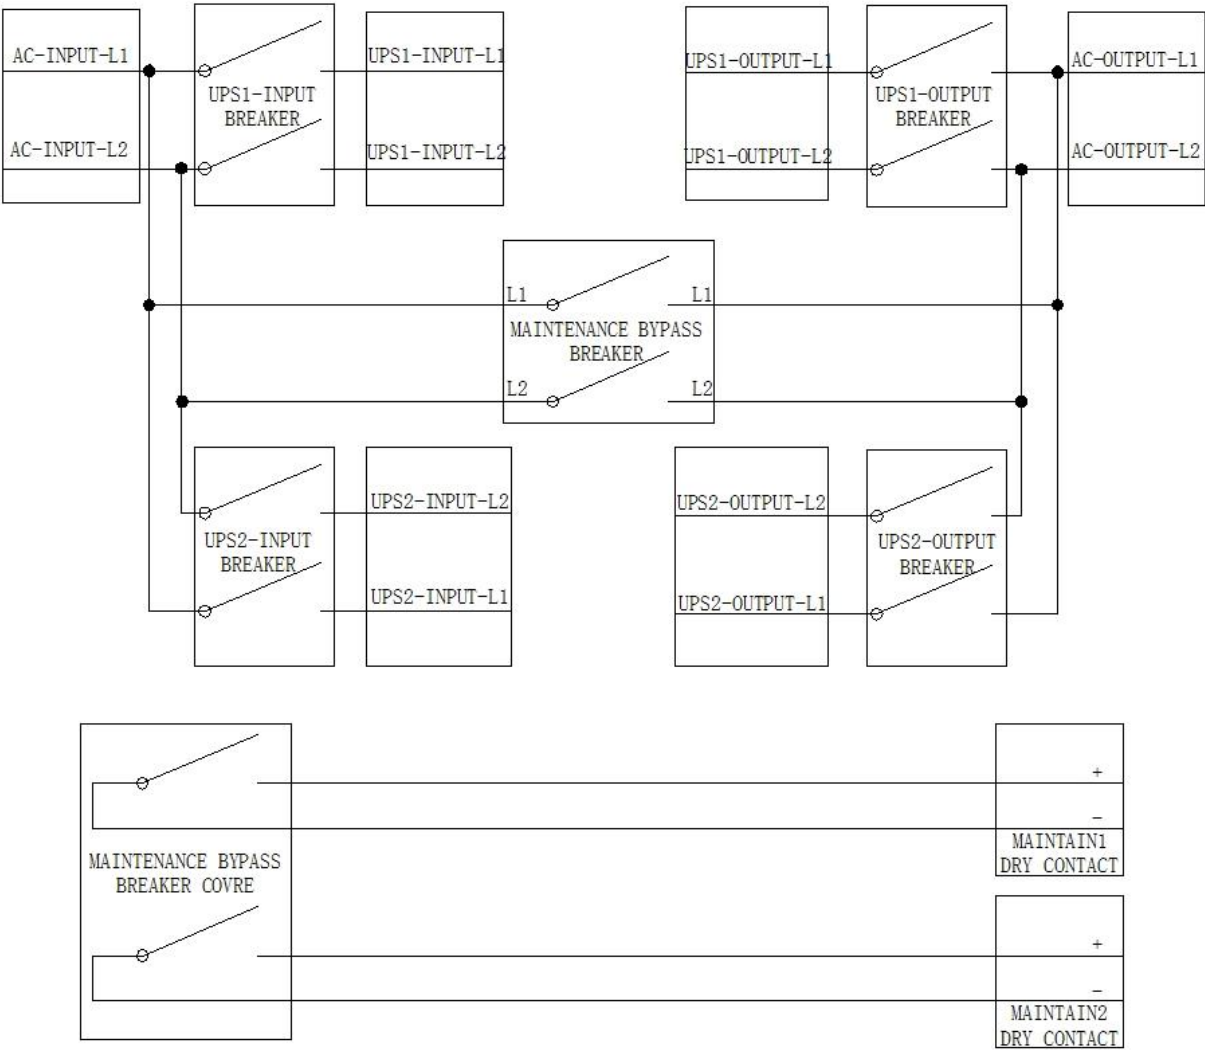 AC-INPUT-L1
UPS1-INPUT-L1
UPS1-OUTPUT-L1
AC-OUTPUT-L1
UPS1-INPUT
BREAKER
UPS1-OUTPUT
BREAKER
AC-INPUT-L2
UPS1-INPUT-L2
UPS1-OUTPUT-L2
AC-OUTPUT-L2
L1
L1
MAINTENANCE BYPASS
BREAKER
L2
L2
UPS2-INPUT-L2
UPS2-OUTPUT-L2
UPS2-INPUT
BREAKER
UPS2-OUTPUT
BREAKER
UPS2-INPUT-L1
UPS2-OUTPUT-L1
+
-
MAINTAIN1
DRY CONTACT
MAINTENANCE BYPASS
BREAKER COVRE
+
-
MAINTAIN2
DRY CONTACT